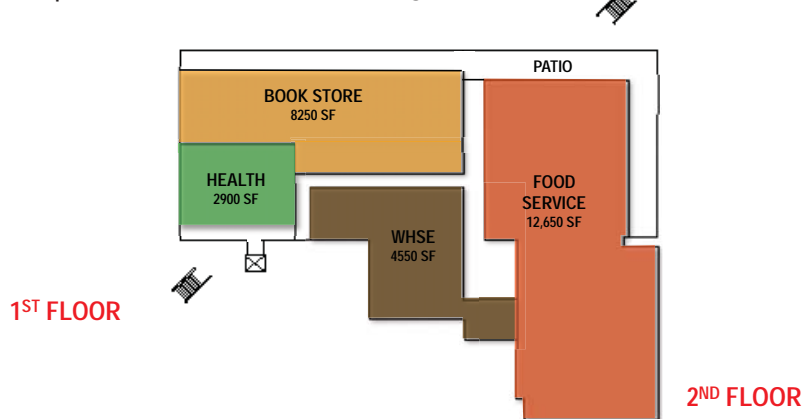 PATIO
BOOK STORE
8250 SF
HEALTH
2900 SF
FOOD
SERVICE
12,650 SF
WHSE
4550 SF
1ST FLOOR
2ND FLOOR